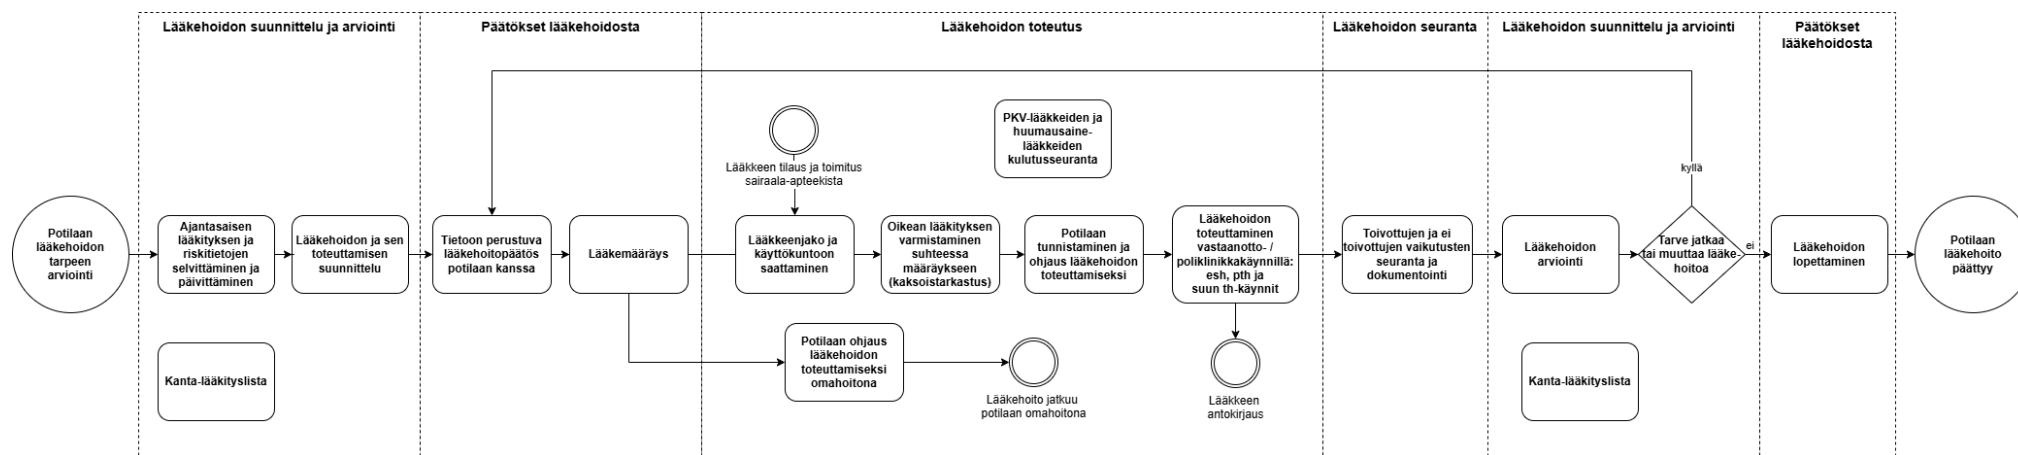 Lääkehoidon suunnittelu ja arviointi
Päätökset lääkehoidosta
Lääkehoidon toteutus
Lääkehoidon seuranta
Lääkehoidon suunnittelu ja arviointi
Päätökset
lääkehoidosta
Potilaan
lääkehoidon
tarpeen
arviointi
Ajantasaisen
lääkityksen ja
riskitietojen
selvittäminen ja
päivittäminen
Lääkehoidon ja sen
toteuttamisen
suunnittelu
Kanta-lääkityslista
Tietoon perustuva
lääkehoitopäätös
potilaan kanssa
Lääkemääräys
Lääkkeen tilaus ja toimitus
sairaala-apteekista
Lääkkeenjako ja
käyttökuntoon
saattaminen
Oikean lääkityksen
varmistaminen
suhteessa
määräykseen
(kaksoistarkastus)
PKV-lääkkeiden ja
huumausaine-
lääkkeiden
kulutusseuranta
Potilaan
tunnistaminen ja
ohjaus lääkehoidon
toteuttamiseksi
Lääkehoidon
toteuttaminen
vastaanotto- /
poliklinikkakäynnillä:
esh, pth ja
suun th-käynnit
Potilaan ohjaus
lääkehoidon
toteuttamiseksi
omahoitona
Lääkehoito jatkuu
potilaan omahoitona
Lääkkeen
antokirjaus
Toivottujen ja ei
toivottujen vaikutusten
seuranta ja
dokumentointi
Lääkehoidon
arviointi
Tarve jatkaa
tai muuttaa lääke-
hoitoa
kyllä
ei
Kanta-lääkityslista
Lääkehoidon
lopettaminen
Potilaan
lääkehoito
päättyy